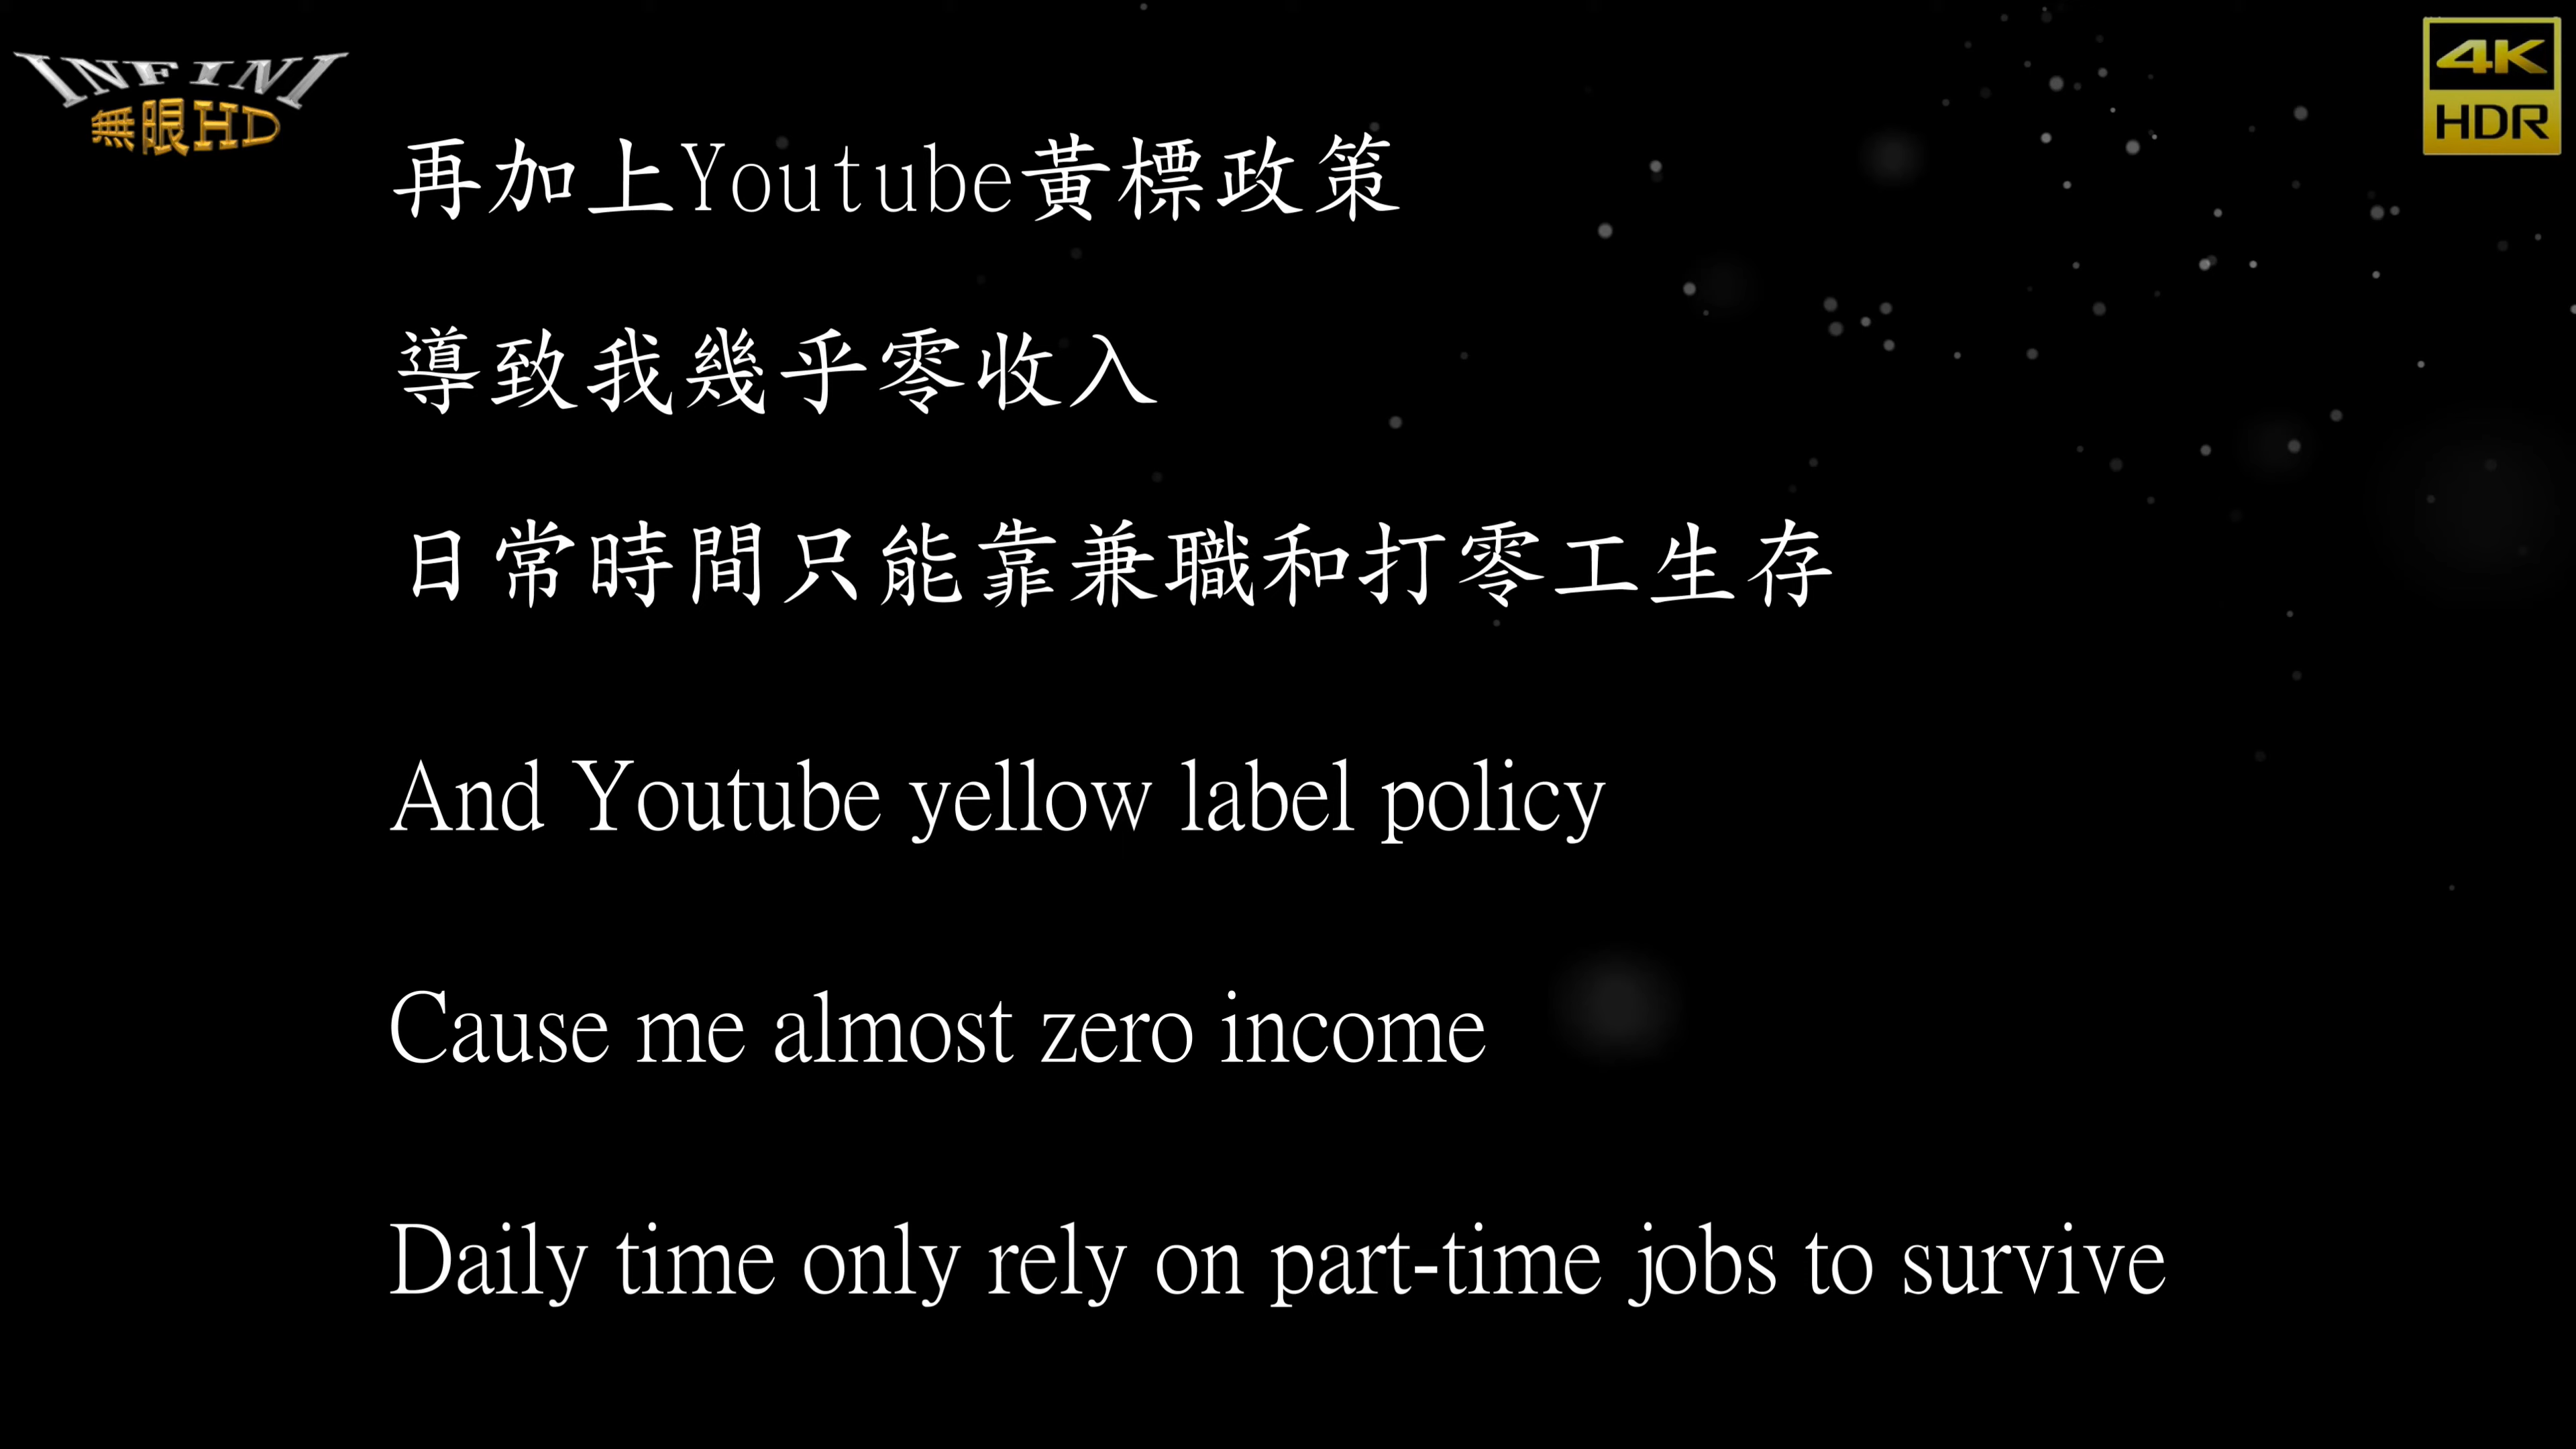 INFINI
無眼HD
4K
HDR
再加上Youtube黃標政策
導致我幾乎零收入
日常時間只能靠兼職和打零工生存
And Youtube yellow label policy
Cause me almost zero income
Daily time only rely on part-time jobs to survive